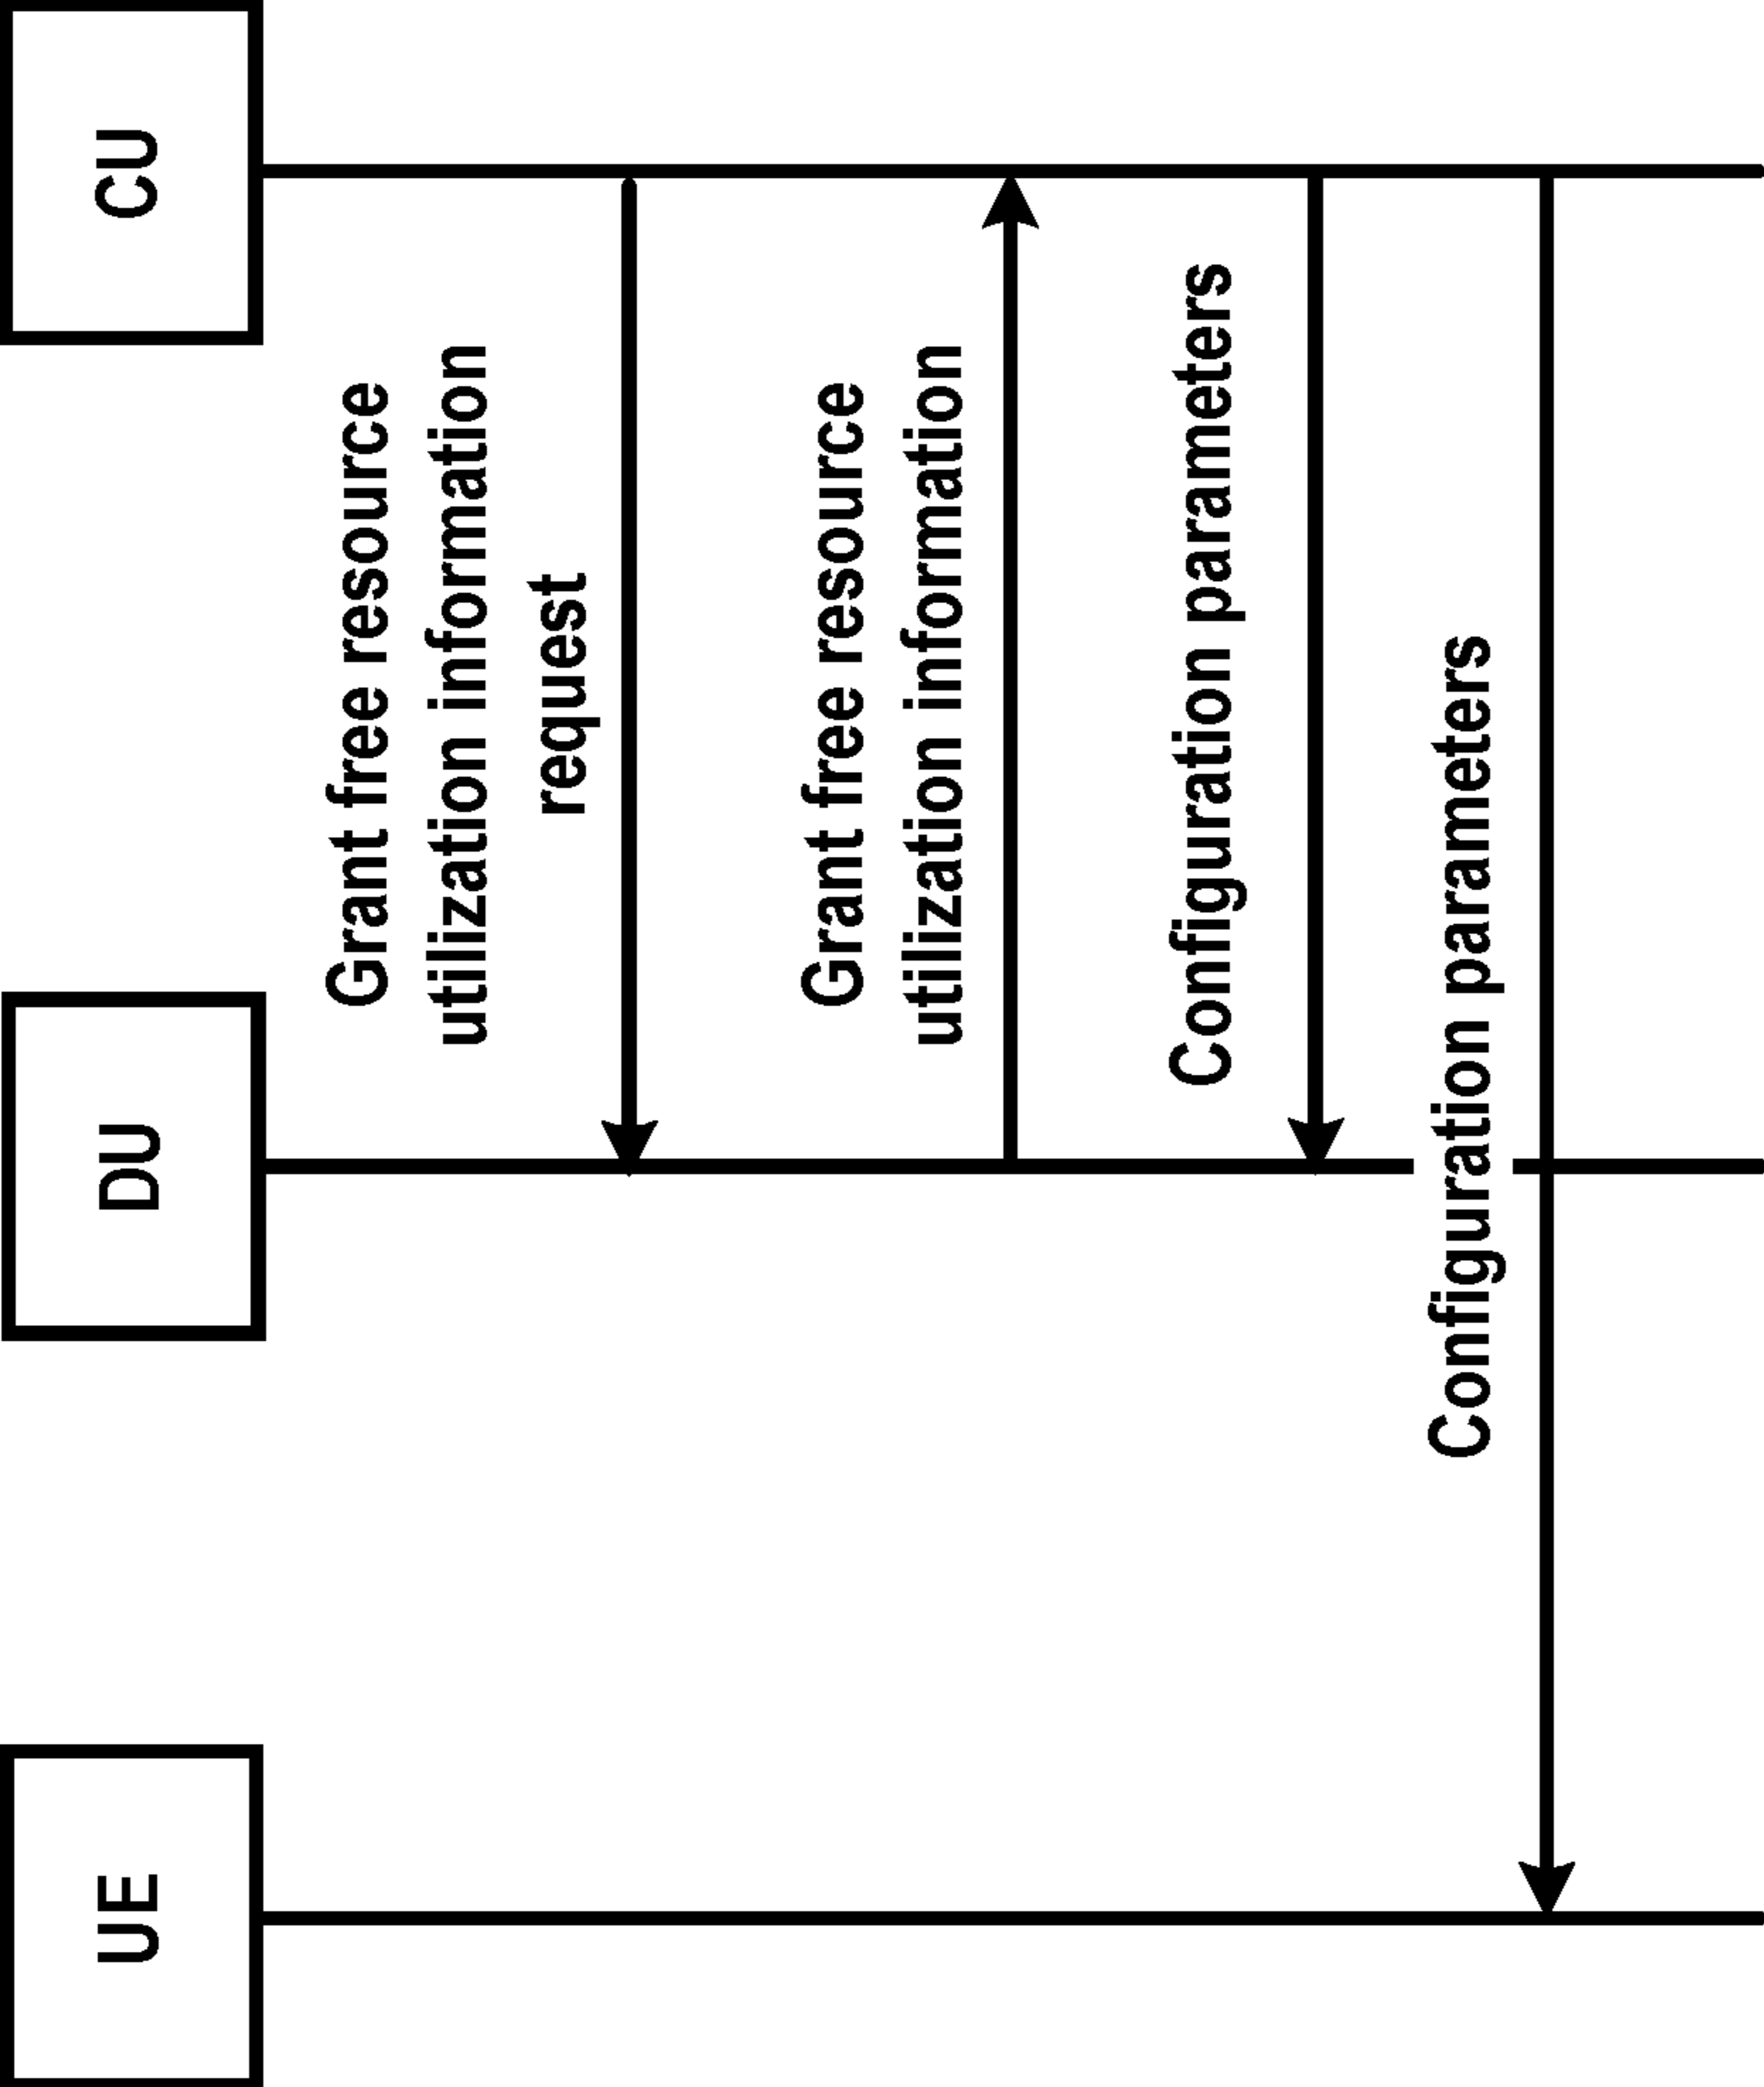 UE
DU
CU
Grant free resource
utilization information
request
Grant free resource
utilization information
Configuration parameters
Configuration parameters